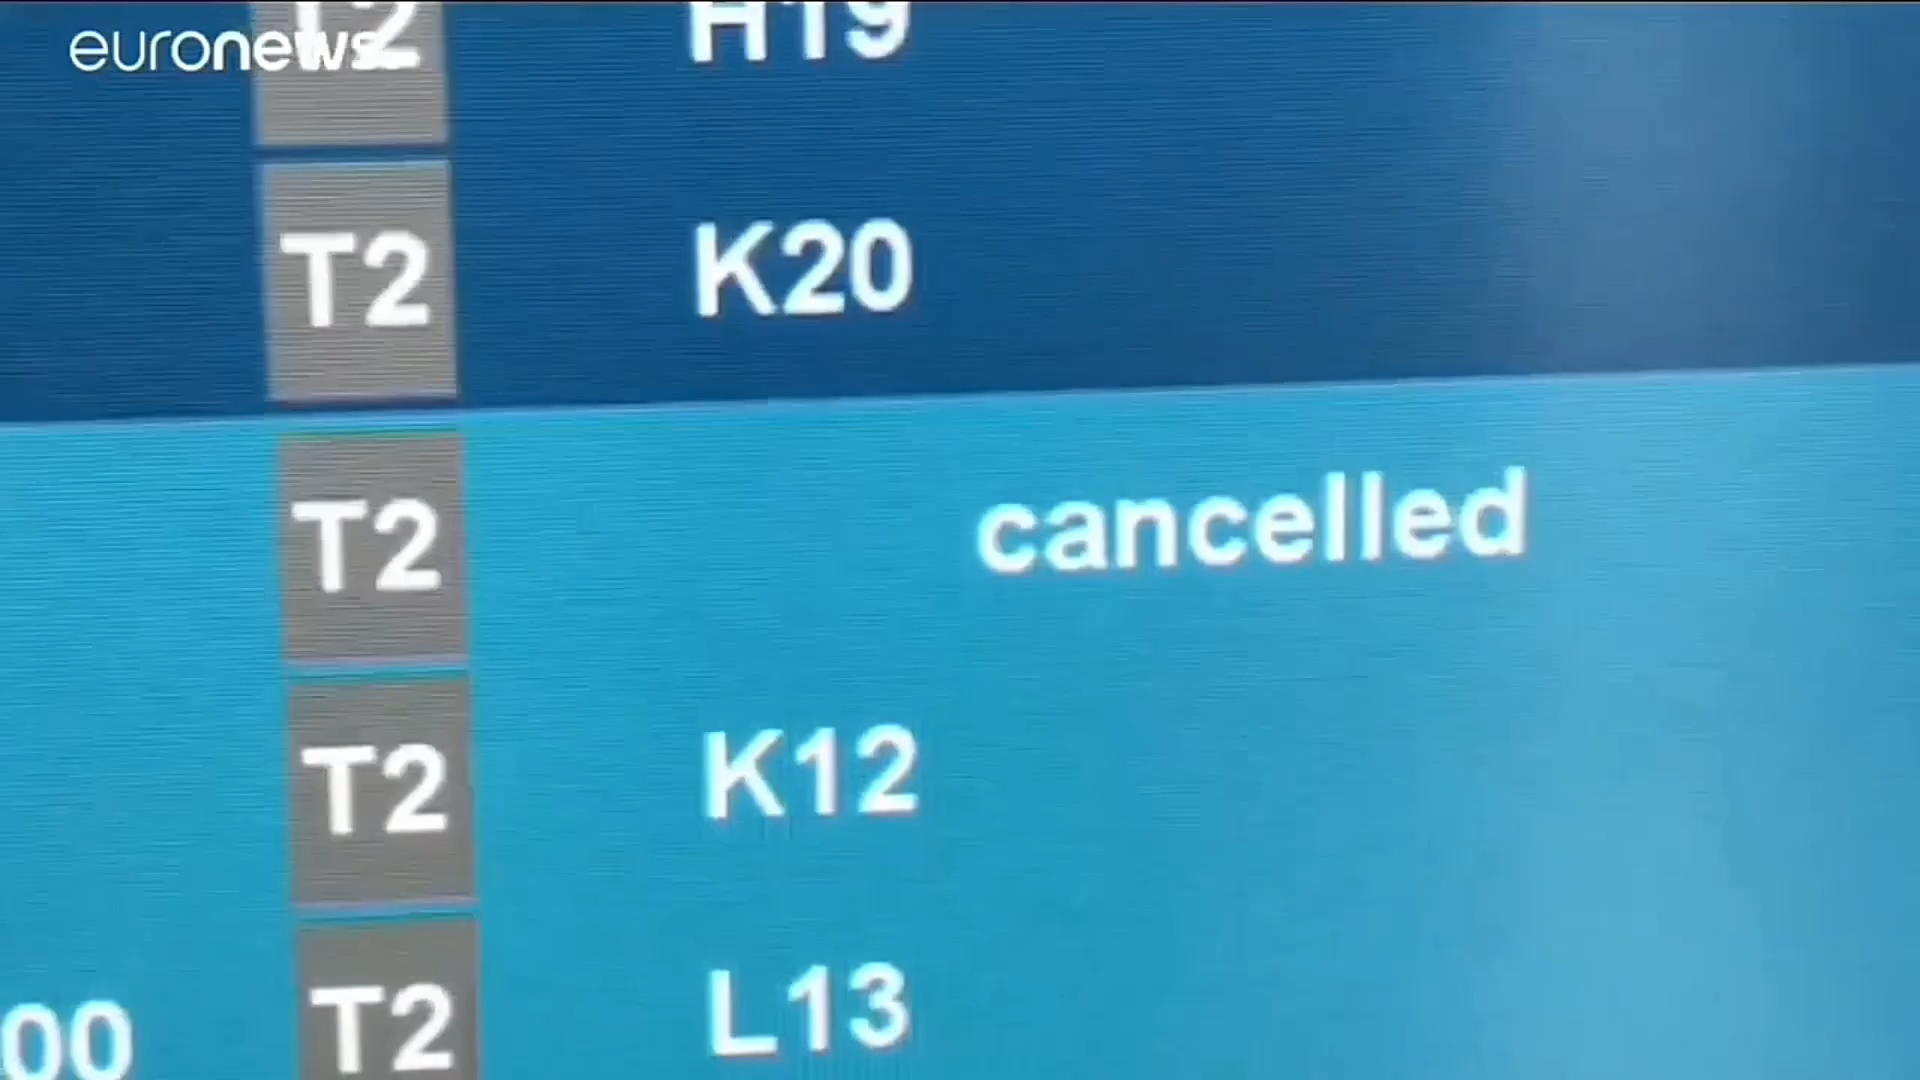 euronews.
T2 H19
T2 K20
T2 cancelled
T2 K12
00 T2 L13